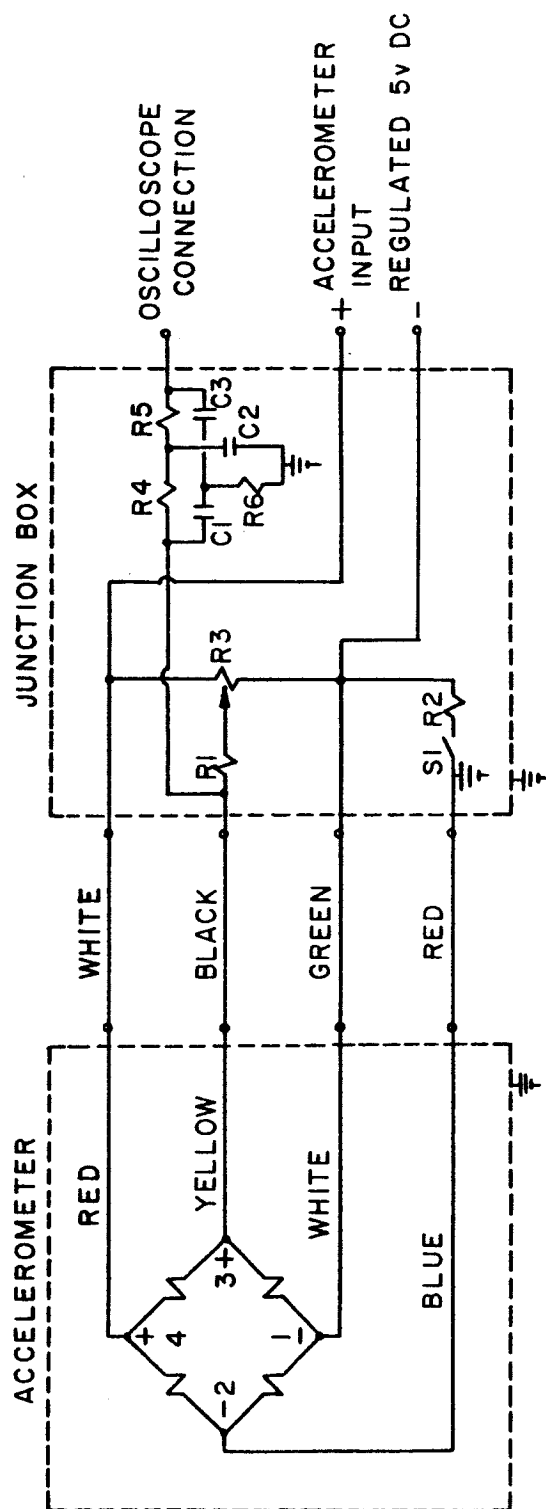 ACCELEROMETER
RED
YELLOW
WHITE
BLUE
+
4
3+
1-
-2
WHITE
BLACK
GREEN
RED
JUNCTION BOX
R1
R3
S1
R2
R4
R5
C1
C3
C2
R6
OSCILLOSCOPE
CONNECTION
+
ACCELEROMETER
INPUT
-
REGULATED 5v DC